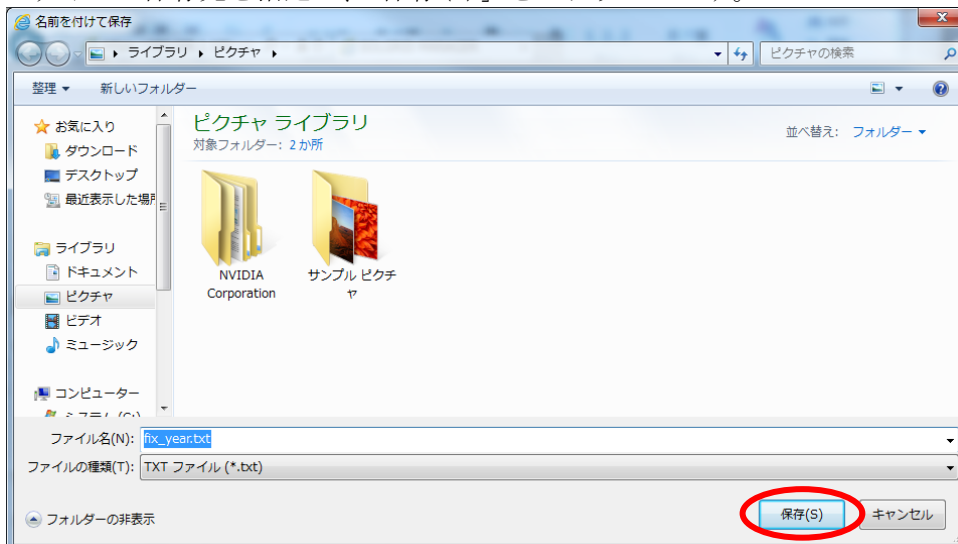 名前を付けて保存
ライブラリ ▸ ピクチャ ▸
ピクチャの検索
整理 ▼ 新しいフォルダー
お気に入り
ダウンロード
デスクトップ
最近表示した場所
ライブラリ
ドキュメント
ピクチャ
ビデオ
ミュージック
コンピューター
ピクチャ ライブラリ
対象フォルダー: 2 か所
並べ替え: フォルダー ▼
NVIDIA
Corporation
サンプル ピクチ
ャ
ファイル名(N): fix_year.txt
ファイルの種類(T): TXT ファイル (*.txt)
フォルダーの非表示
保存(S)
キャンセル